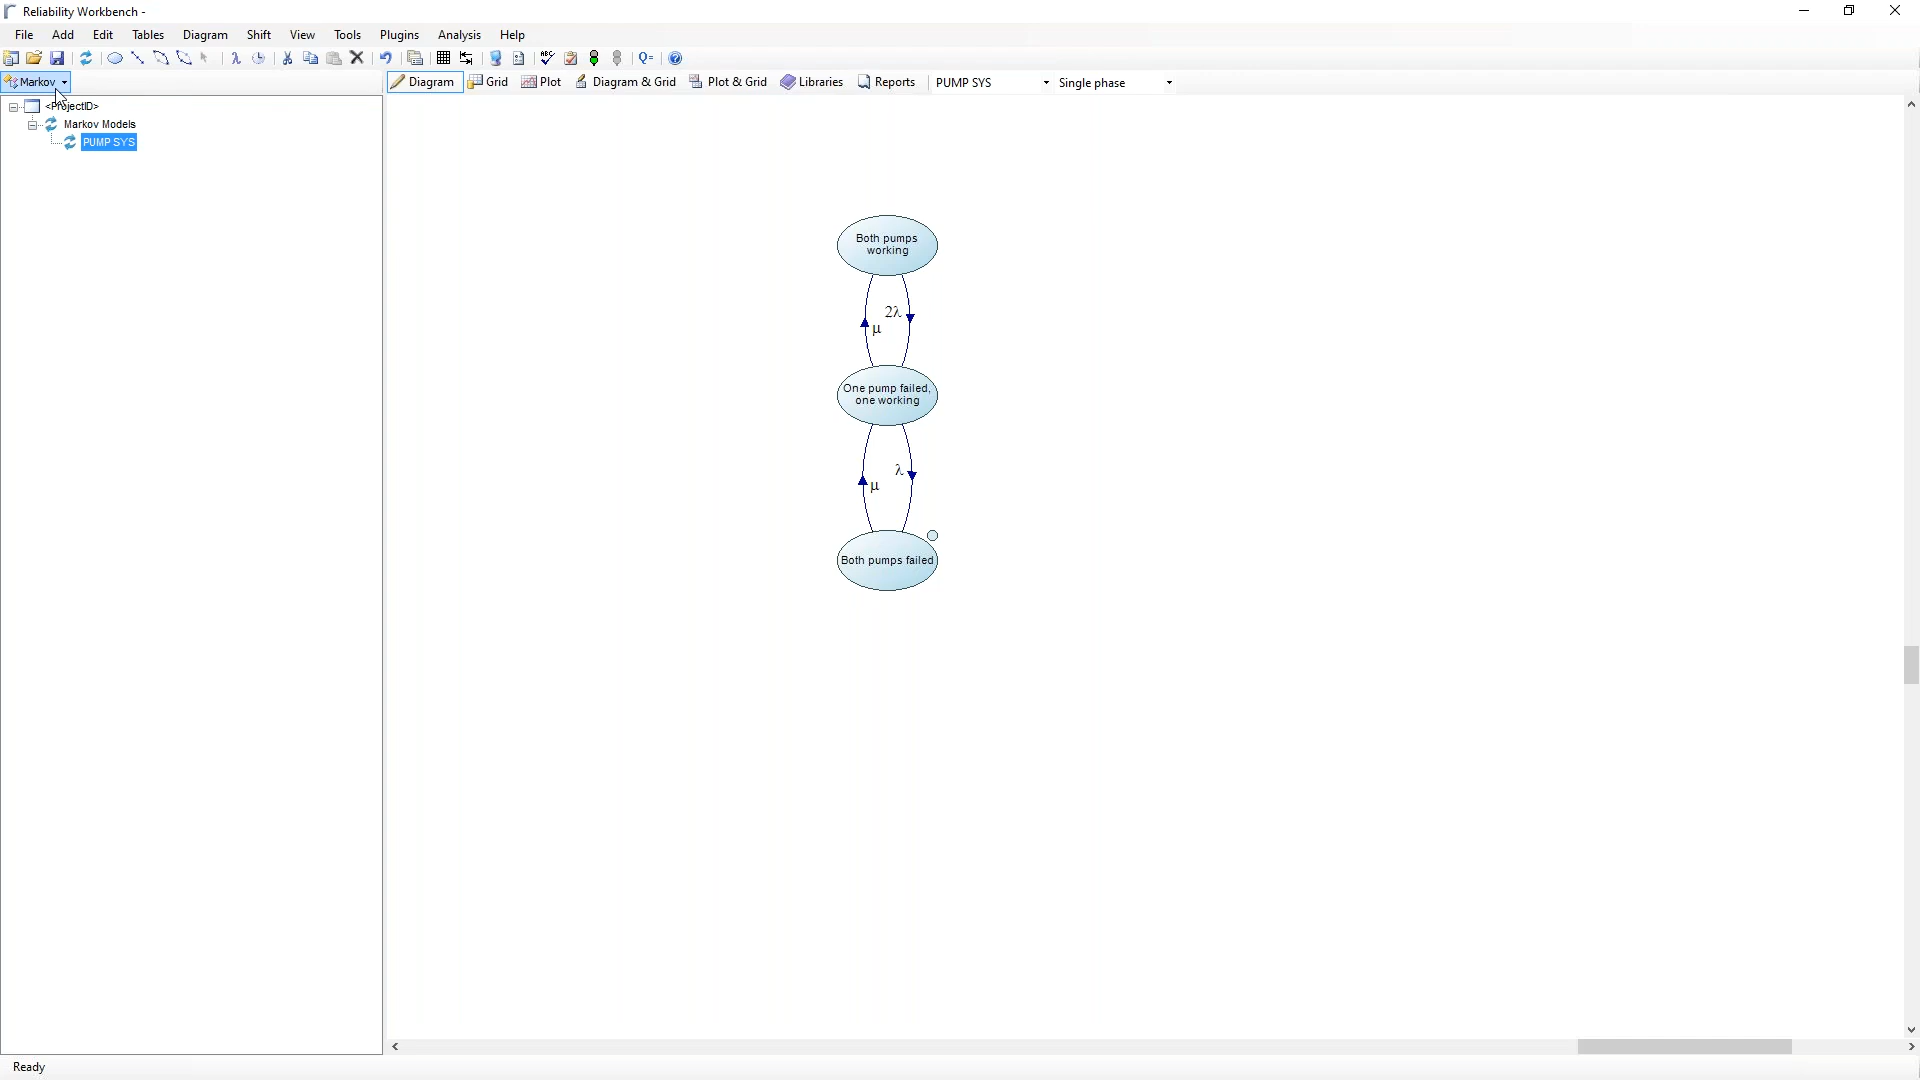 Reliability Workbench -
File Add Edit Tables Diagram Shift View Tools Plugins Analysis Help
ABC λ Q=
Markov
Diagram Grid Plot Diagram & Grid Plot & Grid Libraries Reports PUMP SYS Single phase
<ProjectID>
Markov Models
PUMP SYS
Both pumps
working
2λ
μ
One pump failed,
one working
λ
μ
Both pumps failed
Ready